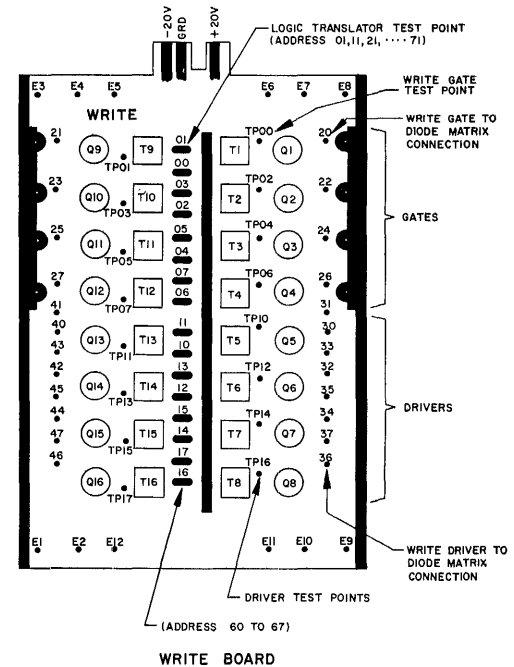 -20V
GRD
+20V
LOGIC TRANSLATOR TEST POINT
(ADDRESS 01,11,21, ····71)
WRITE GATE
TEST POINT
E3 E4 E5 E6 E7 E8
WRITE
WRITE GATE TO
DIODE MATRIX
CONNECTION
21 Q9 TP01 T9 01 T1 TP00 Q1 20
00
23 Q10 TP03 T10 03 T2 TP02 Q2 22
02
GATES
25 Q11 TP05 T11 05 T3 TP04 Q3 24
04
27 Q12 TP07 T12 07 T4 TP06 Q4 26
06
41 31
40 Q13 TP11 T13 11 T5 TP10 Q5 30
43 10 33
42 Q14 TP13 T14 13 T6 TP12 Q6 32
45 12 35
DRIVERS
44 15 TP14 34
47 Q15 TP15 T15 14 T7 Q7 37
46 17 TP16 36
Q16 TP17 T16 16 T8 Q8
E1 E2 E12 E11 E10 E9
WRITE DRIVER TO
DIODE MATRIX
CONNECTION
DRIVER TEST POINTS
(ADDRESS 60 TO 67)
WRITE BOARD